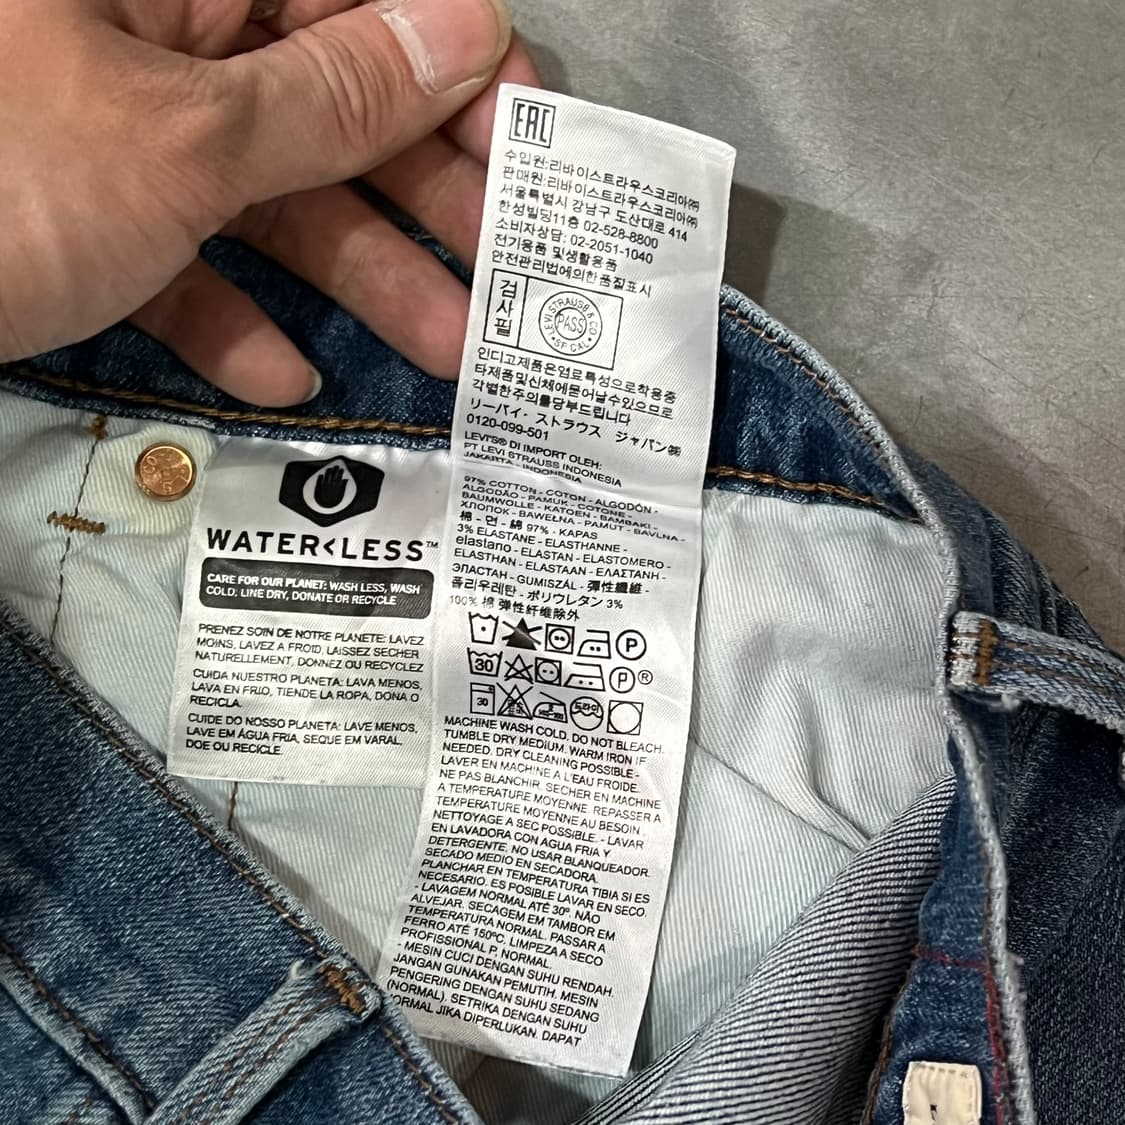 EAC
수입원:리바이스트라우스코리아㈜
판매원:리바이스트라우스코리아㈜
서울특별시 강남구 도산대로 414
한성빌딩11층 02-528-8800
소비자상담: 02-2051-1040
전기용품 및생활용품
안전관리법에의한품질표시
검사필
LEVI STRAUSS & CO
PASS
SF CAL
인디고제품은염료특성으로착용중
타제품및신체에묻어날수있으므로
각별한주의를당부드립니다
リーバイ・ストラウス ジャパン㈱
0120-099-501
LEVI'S® DI IMPORT OLEH:
PT LEVI STRAUSS INDONESIA
JAKARTA - INDONESIA
97% COTTON - COTON - ALGODÓN -
ALGODÃO - PAMUK - COTONE -
BAUMWOLLE - KATOEN - BAMBAKI -
ХЛОПОК - BAWEŁNA - PAMUT - BAVLNA -
棉 - 면 - 綿 97% - KAPAS
3% ELASTANE - ELASTHANNE -
elastano - ELASTAN - ELASTOMERO -
ELASTHAN - ELASTAAN - ΕΛΑΣΤΑΝΗ -
ЭЛАСТАН - GUMISZÁL - 彈性纖維 -
폴리우레탄 - ポリウレタン 3%
100% 棉 弹性纤维除外
P
30 P ®
30 드라이
MACHINE WASH COLD. DO NOT BLEACH.
TUMBLE DRY MEDIUM. WARM IRON IF
NEEDED. DRY CLEANING POSSIBLE -
LAVER EN MACHINE A L'EAU FROIDE.
NE PAS BLANCHIR. SECHER EN MACHINE
A TEMPERATURE MOYENNE. REPASSER A
TEMPERATURE MOYENNE AU BESOIN.
NETTOYAGE A SEC POSSIBLE. - LAVAR
EN LAVADORA CON AGUA FRIA Y
DETERGENTE. NO USAR BLANQUEADOR.
SECADO MEDIO EN SECADORA.
PLANCHAR EN TEMPERATURA TIBIA SI ES
NECESARIO. ES POSIBLE LAVAR EN SECO.
- LAVAGEM NORMAL ATÉ 30º. NÃO
ALVEJAR. SECAGEM EM TAMBOR EM
TEMPERATURA NORMAL. PASSAR A
FERRO ATÉ 150ºC. LIMPEZA A SECO
PROFISSIONAL P, NORMAL.
- MESIN CUCI DENGAN SUHU RENDAH.
JANGAN GUNAKAN PEMUTIH. MESIN
PENGERING DENGAN SUHU SEDANG
(NORMAL). SETRIKA DENGAN SUHU
NORMAL JIKA DIPERLUKAN. DAPAT
WATER<LESS™
CARE FOR OUR PLANET: WASH LESS, WASH
COLD, LINE DRY, DONATE OR RECYCLE
PRENEZ SOIN DE NOTRE PLANETE: LAVEZ
MOINS, LAVEZ A FROID, LAISSEZ SECHER
NATURELLEMENT, DONNEZ OU RECYCLEZ
CUIDA NUESTRO PLANETA: LAVA MENOS,
LAVA EN FRIO, TIENDE LA ROPA, DONA O
RECICLA.
CUIDE DO NOSSO PLANETA: LAVE MENOS,
LAVE EM ÁGUA FRIA, SEQUE EM VARAL,
DOE OU RECICLE.